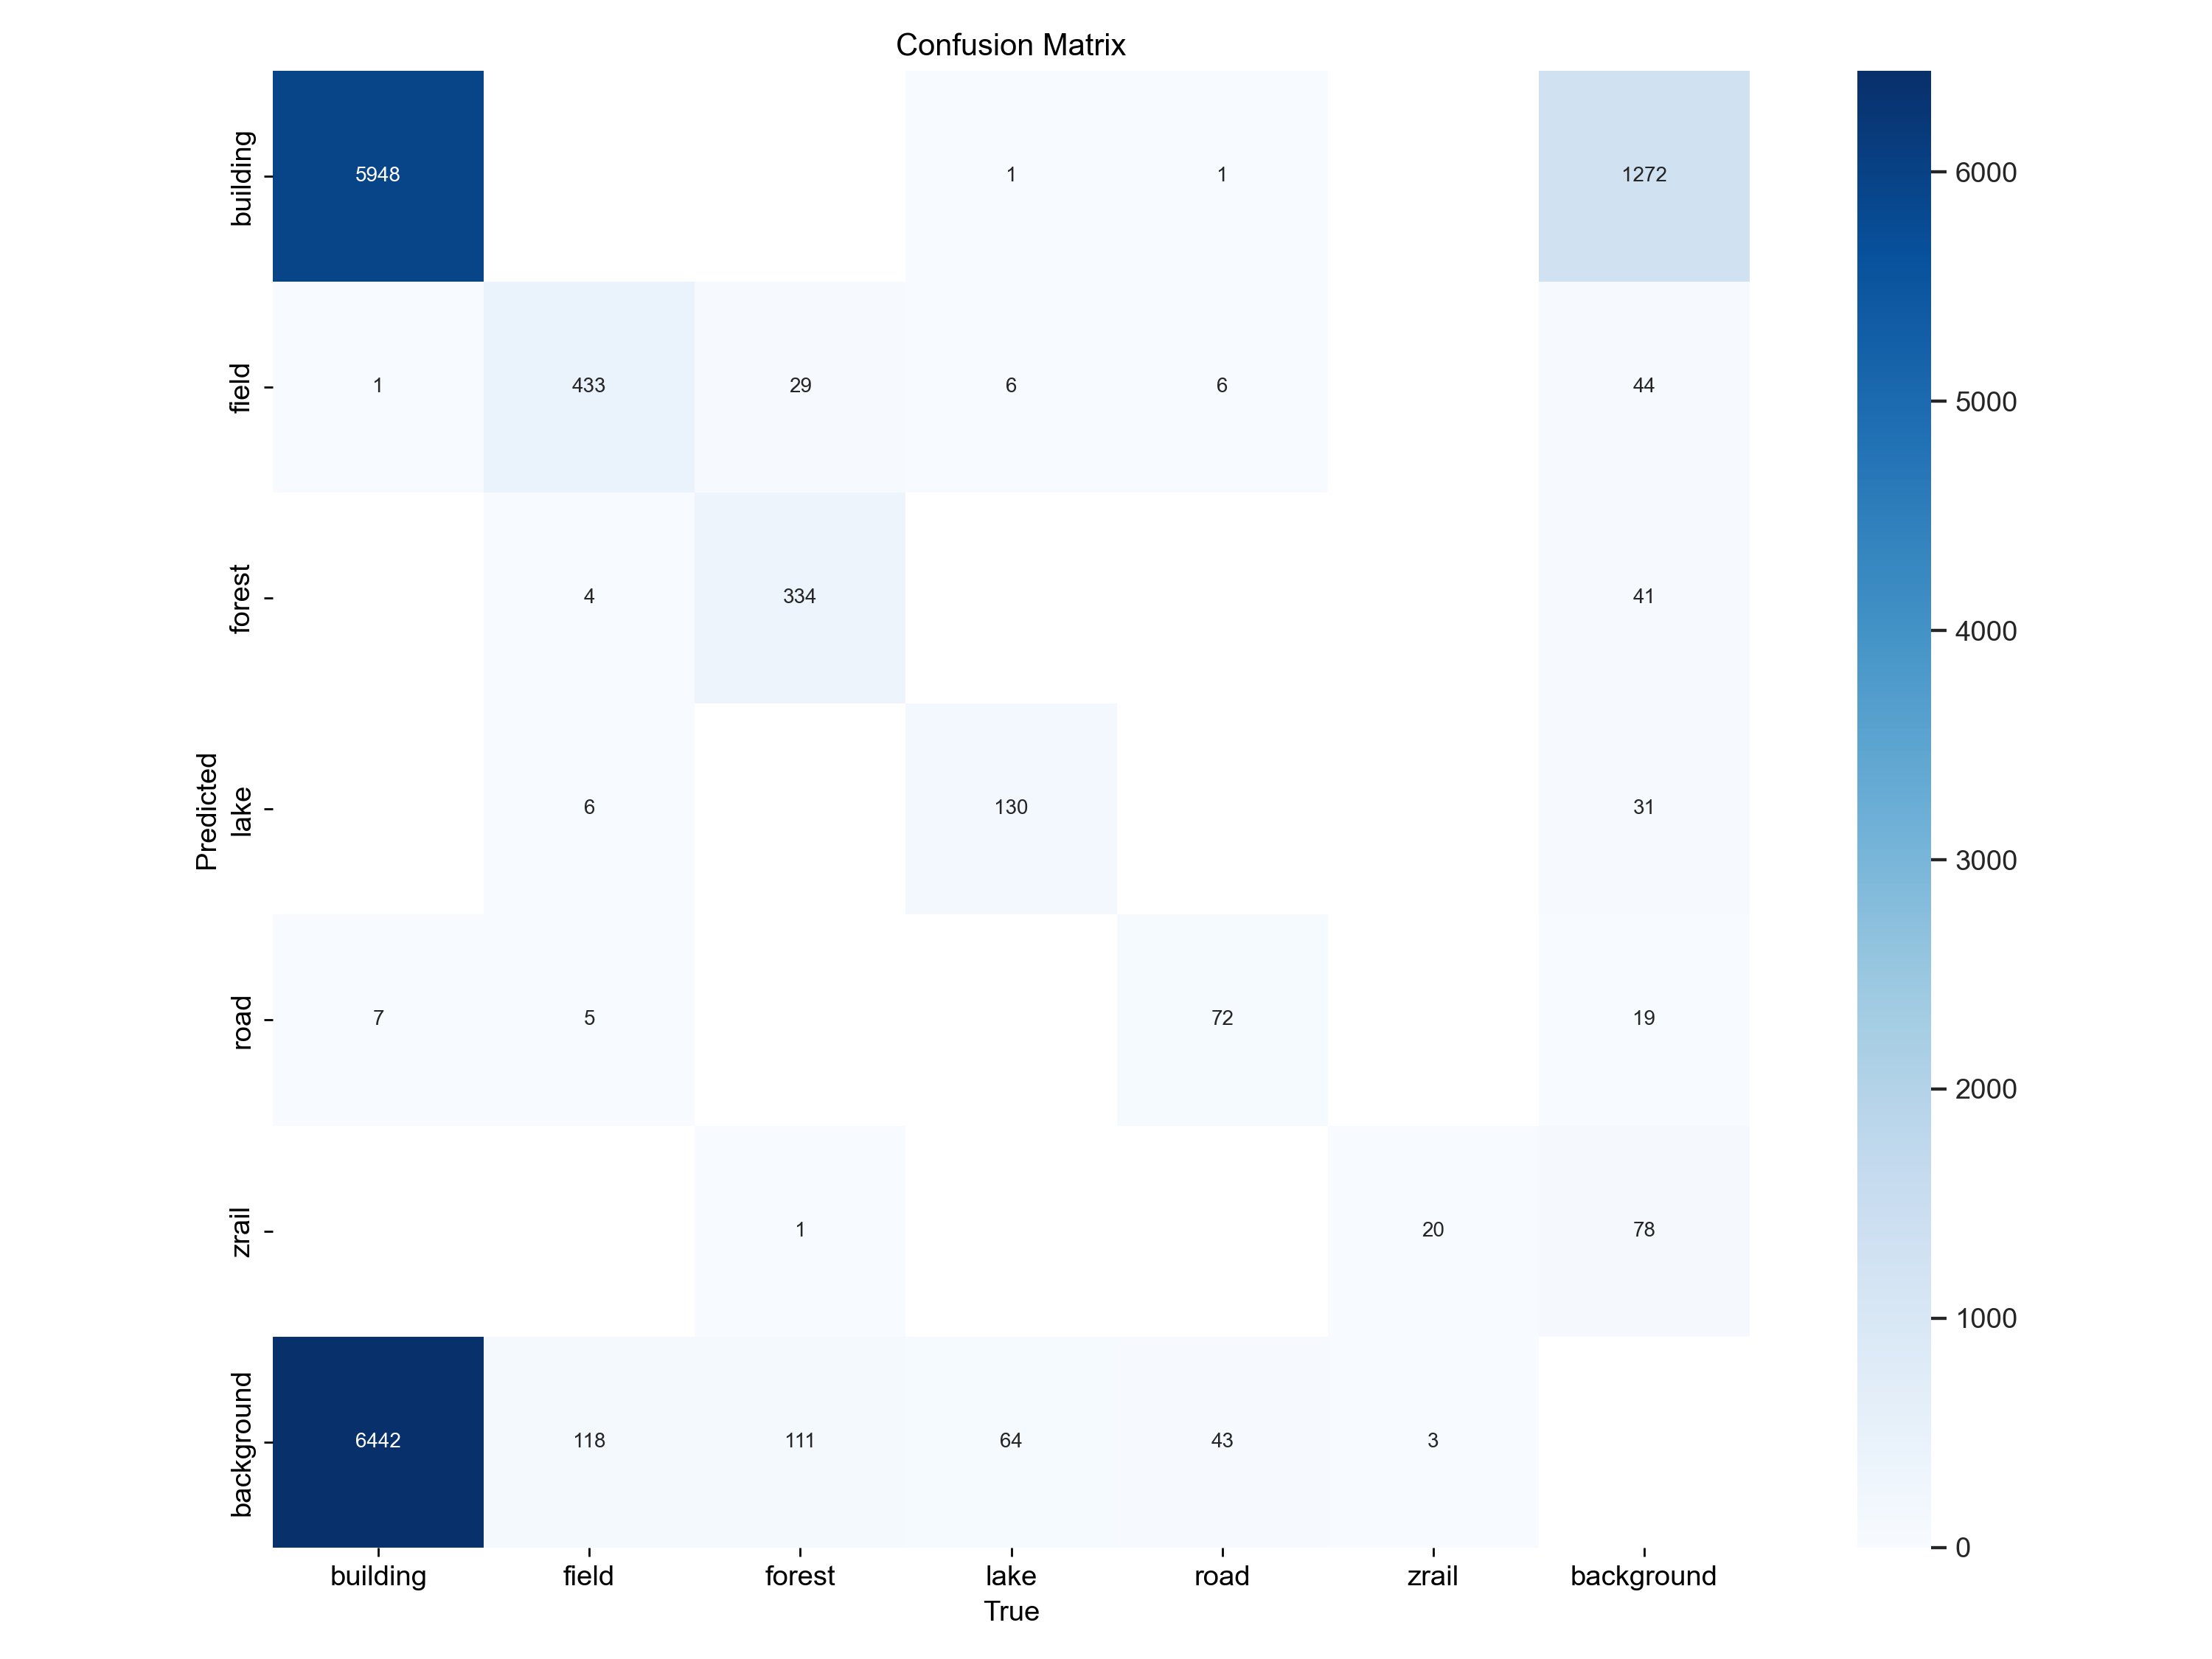 Confusion Matrix
building 5948 1 1 1272
field 1 433 29 6 6 44
forest 4 334 41
lake 6 130 31
road 7 5 72 19
zrail 1 20 78
background 6442 118 111 64 43 3
building field forest lake road zrail background
True
Predicted
6000
5000
4000
3000
2000
1000
0